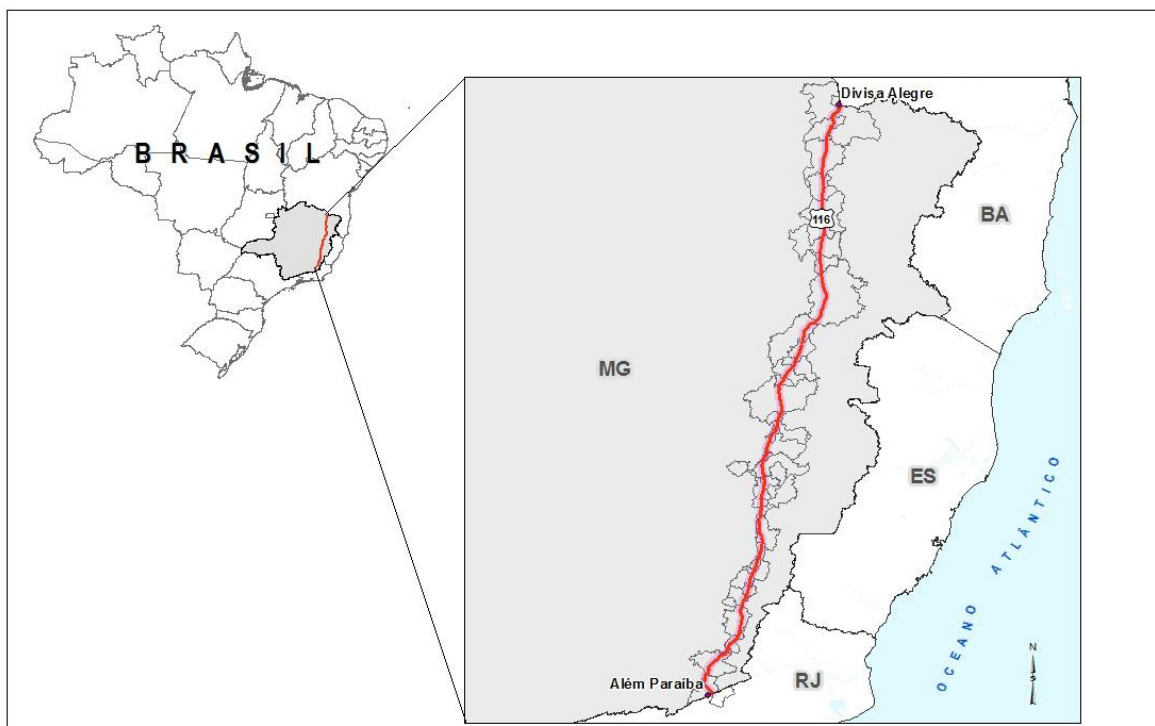 BRASIL
Divisa Alegre
BA
116
MG
ES
OCEANO ATLÂNTICO
N
Além Paraíba
RJ